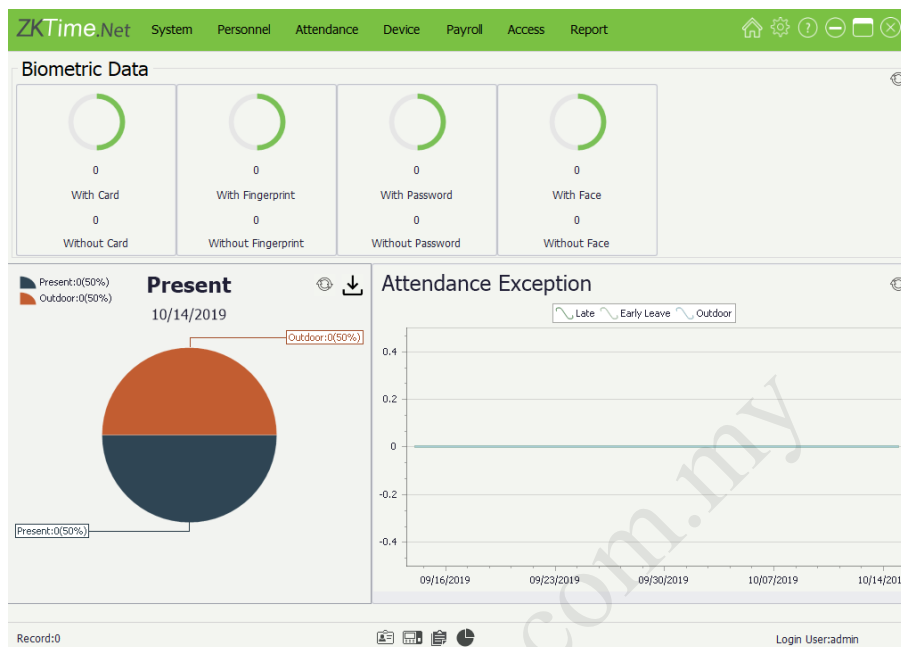 ZKTime.Net System Personnel Attendance Device Payroll Access Report
Biometric Data
0 0 0 0
With Card With Fingerprint With Password With Face
0 0 0 0
Without Card Without Fingerprint Without Password Without Face
Present:0(50%)
Outdoor:0(50%)
Present
10/14/2019
Outdoor:0(50%)
Present:0(50%)
Attendance Exception
Late Early Leave Outdoor
0.4
0.2
0
-0.2
-0.4
09/16/2019 09/23/2019 09/30/2019 10/07/2019 10/14/201
com.my
Record:0 Login User:admin